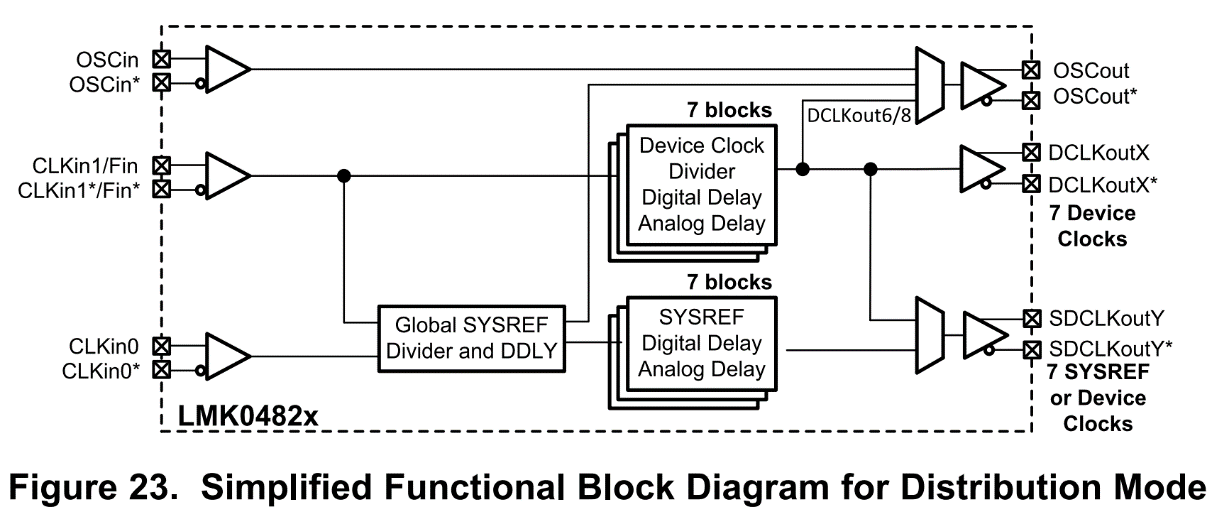 OSCin
OSCin*
OSCout
OSCout*
7 blocks
DCLKout6/8
CLKin1/Fin
CLKin1*/Fin*
Device Clock
Divider
Digital Delay
Analog Delay
DCLKoutX
DCLKoutX*
7 Device
Clocks
7 blocks
Global SYSREF
Divider and DDLY
SYSREF
Digital Delay
Analog Delay
CLKin0
CLKin0*
SDCLKoutY
SDCLKoutY*
7 SYSREF
or Device
Clocks
LMK0482x
Figure 23. Simplified Functional Block Diagram for Distribution Mode